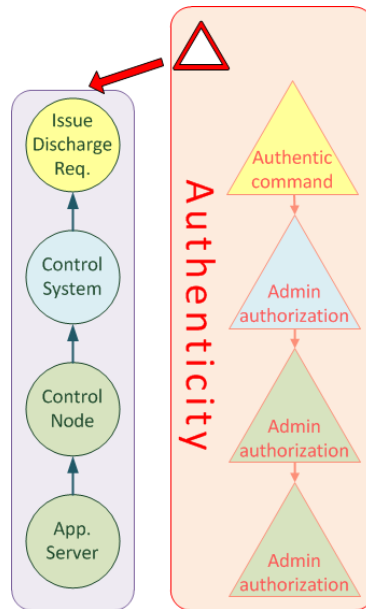 Issue
Discharge
Req.
Control
System
Control
Node
App.
Server
Authenticity
Authentic
command
Admin
authorization
Admin
authorization
Admin
authorization